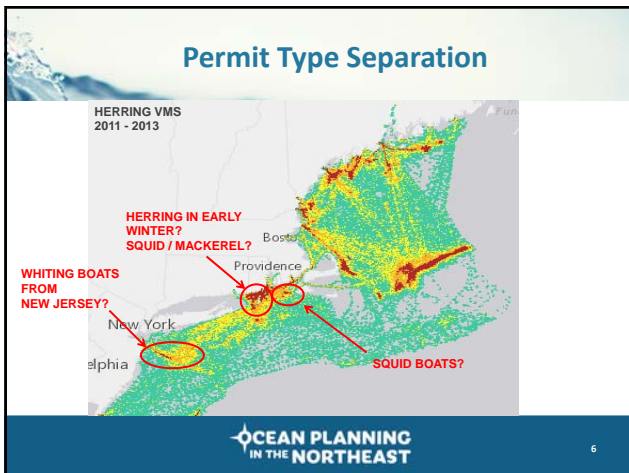 Permit Type Separation
HERRING VMS
2011 - 2013
HERRING IN EARLY
WINTER?
SQUID / MACKEREL?
Bosto
Providence
WHITING BOATS
FROM
NEW JERSEY?
New York
elphia
SQUID BOATS?
OCEAN PLANNING
IN THE NORTHEAST
6